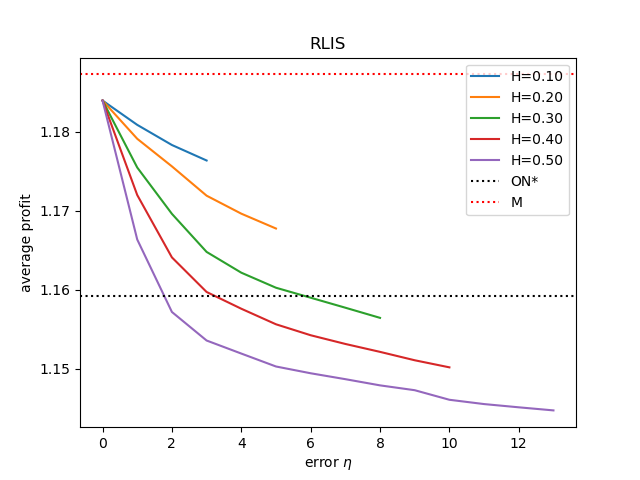 RLIS
average profit
1.18
1.17
1.16
1.15
0
2
4
6
8
10
12
error η
H=0.10
H=0.20
H=0.30
H=0.40
H=0.50
ON*
M